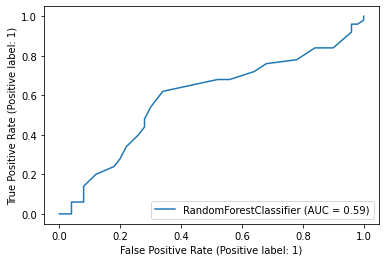 True Positive Rate (Positive label: 1)
1.0
0.8
0.6
0.4
0.2
0.0
RandomForestClassifier (AUC = 0.59)
0.0 0.2 0.4 0.6 0.8 1.0
False Positive Rate (Positive label: 1)